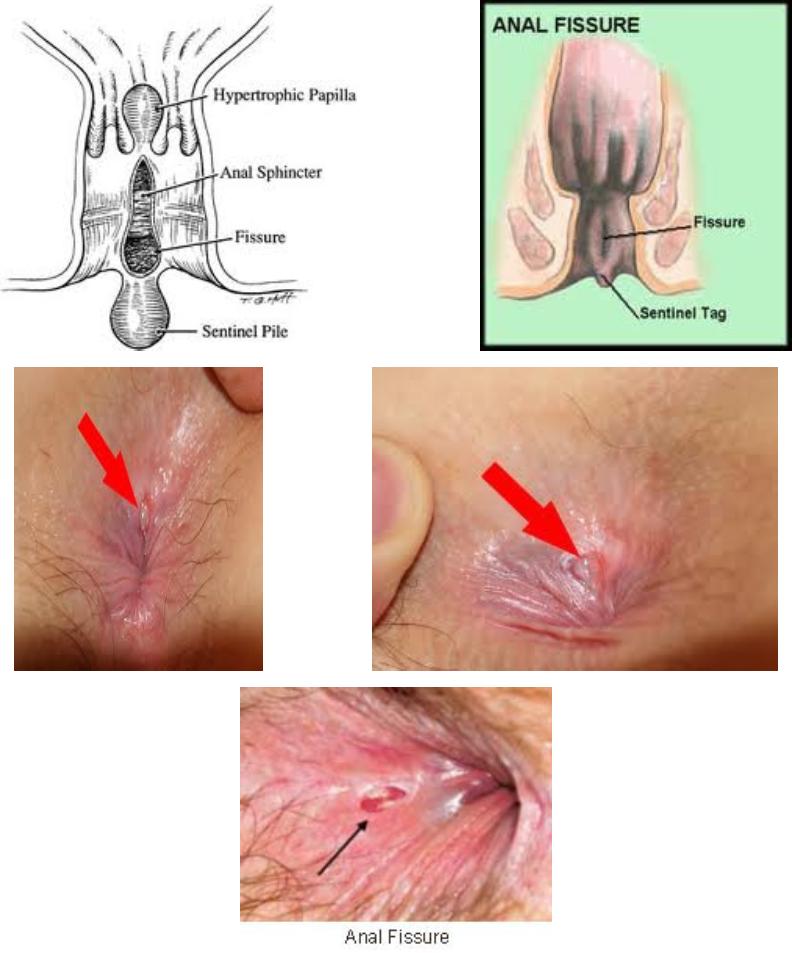 Hypertrophic Papilla
Anal Sphincter
Fissure
Sentinel Pile
ANAL FISSURE
Fissure
Sentinel Tag
Anal Fissure